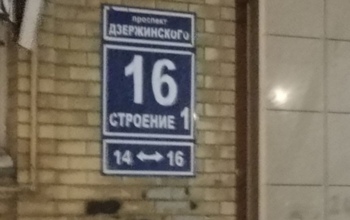 проспект
ДЗЕРЖИНСКОГО
16
СТРОЕНИЕ 1
14 ↔ 16